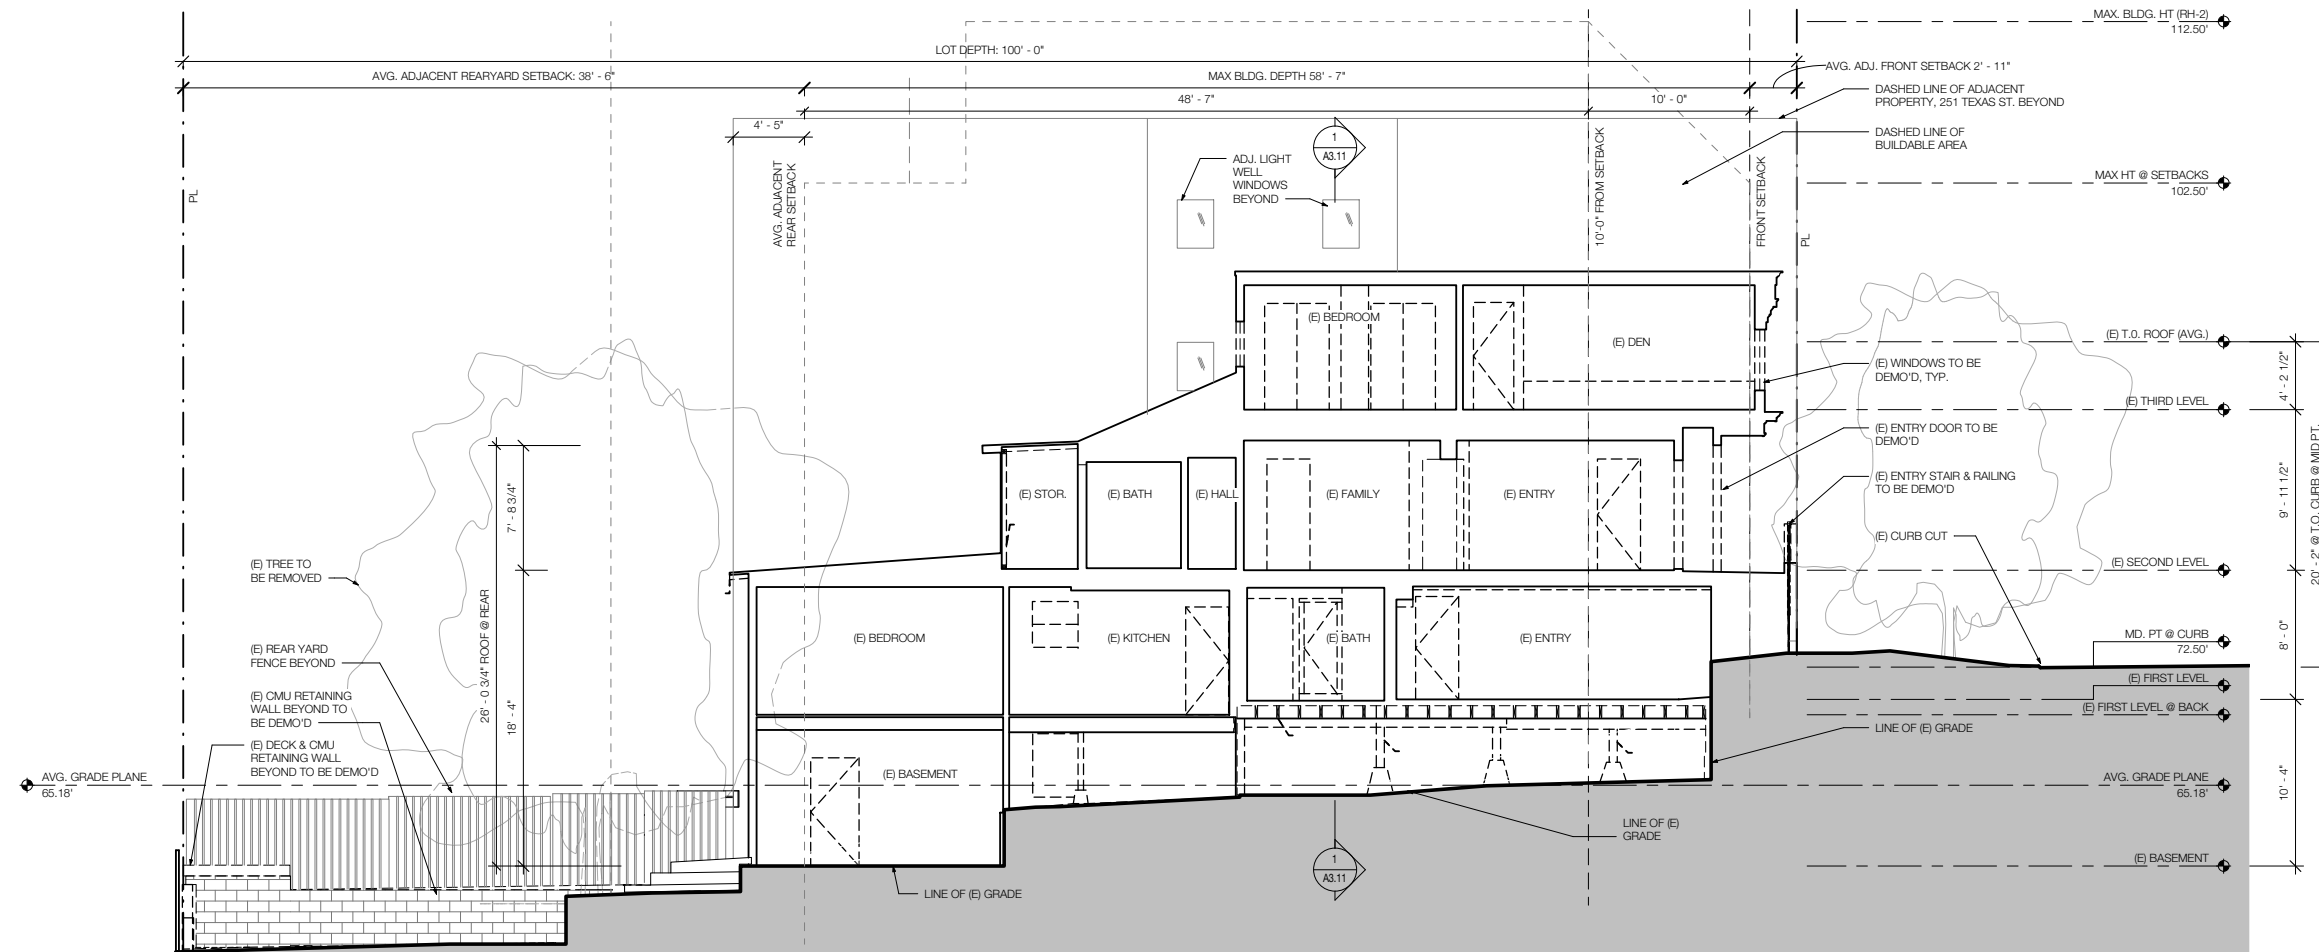 MAX. BLDG. HT (RH-2)
112.50'
LOT DEPTH: 100' - 0"
AVG. ADJACENT REARYARD SETBACK: 38' - 6"
MAX BLDG. DEPTH 58' - 7"
AVG. ADJ. FRONT SETBACK 2' - 11"
48' - 7"
10' - 0"
DASHED LINE OF ADJACENT
PROPERTY, 251 TEXAS ST. BEYOND
4' - 5"
DASHED LINE OF
BUILDABLE AREA
1
A3.11
ADJ. LIGHT
WELL
WINDOWS
BEYOND
PL
AVG. ADJACENT
REAR SETBACK
10'-0" FROM SETBACK
FRONT SETBACK
PL
MAX HT @ SETBACKS
102.50'
(E) BEDROOM
(E) DEN
(E) T.O. ROOF (AVG.)
(E) WINDOWS TO BE
DEMO'D, TYP.
4' - 2 1/2"
(E) THIRD LEVEL
(E) ENTRY DOOR TO BE
DEMO'D
(E) STOR.
(E) BATH
(E) HALL
(E) FAMILY
(E) ENTRY
(E) ENTRY STAIR & RAILING
TO BE DEMO'D
9' - 11 1/2"
20' - 2" @ T.O. CURB @ MID PT.
7' - 8 3/4"
(E) CURB CUT
(E) TREE TO
BE REMOVED
(E) SECOND LEVEL
26' - 0 3/4" ROOF @ REAR
18' - 4"
(E) BEDROOM
(E) KITCHEN
(E) BATH
(E) ENTRY
MD. PT @ CURB
72.50'
8' - 0"
(E) REAR YARD
FENCE BEYOND
(E) FIRST LEVEL
(E) CMU RETAINING
WALL BEYOND TO
BE DEMO'D
(E) FIRST LEVEL @ BACK
LINE OF (E) GRADE
(E) DECK & CMU
RETAINING WALL
BEYOND TO BE DEMO'D
(E) BASEMENT
AVG. GRADE PLANE
65.18'
AVG. GRADE PLANE
65.18'
10' - 4"
LINE OF (E)
GRADE
(E) BASEMENT
1
A3.11
LINE OF (E) GRADE